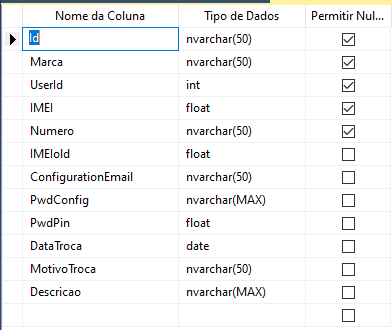 Nome da Coluna Tipo de Dados Permitir Nul...
Id nvarchar(50)
Marca nvarchar(50)
UserId int
IMEI float
Numero nvarchar(50)
IMEIold float
ConfigurationEmail nvarchar(50)
PwdConfig nvarchar(MAX)
PwdPin float
DataTroca date
MotivoTroca nvarchar(50)
Descricao nvarchar(MAX)